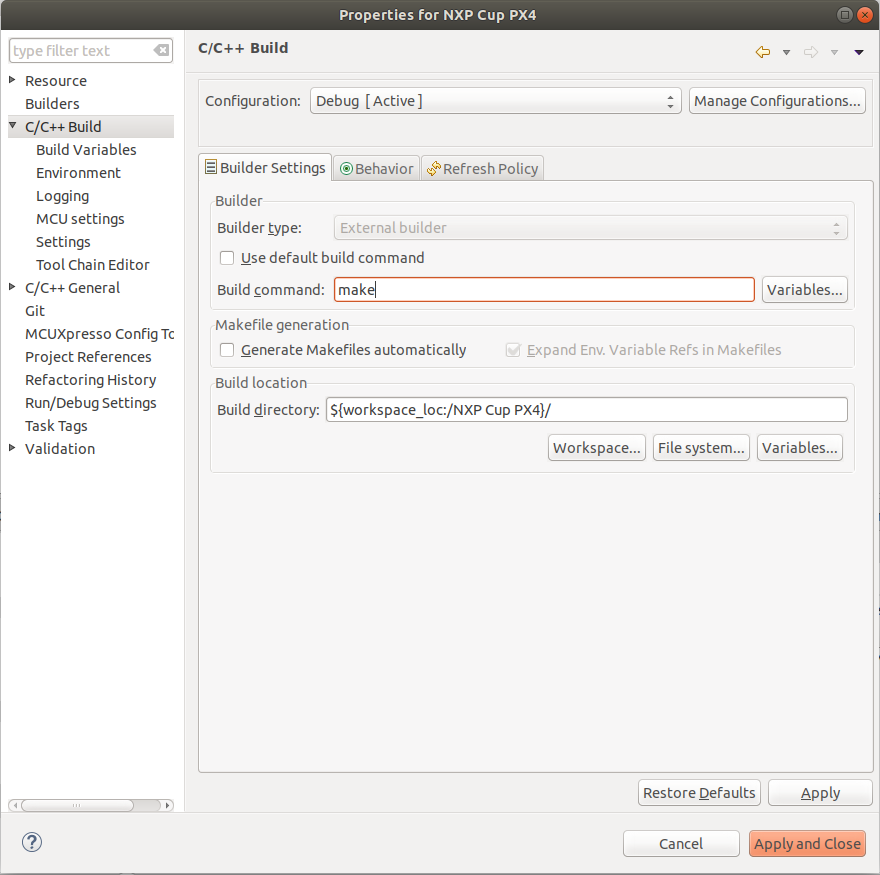 Properties for NXP Cup PX4
type filter text
Resource
Builders
C/C++ Build
Build Variables
Environment
Logging
MCU settings
Settings
Tool Chain Editor
C/C++ General
Git
MCUXpresso Config To
Project References
Refactoring History
Run/Debug Settings
Task Tags
Validation
C/C++ Build
Configuration: Debug [ Active ] Manage Configurations...
Builder Settings Behavior Refresh Policy
Builder
Builder type: External builder
Use default build command
Build command: make Variables...
Makefile generation
Generate Makefiles automatically Expand Env. Variable Refs in Makefiles
Build location
Build directory: ${workspace_loc:/NXP Cup PX4}/
Workspace... File system... Variables...
Restore Defaults Apply
? Cancel Apply and Close